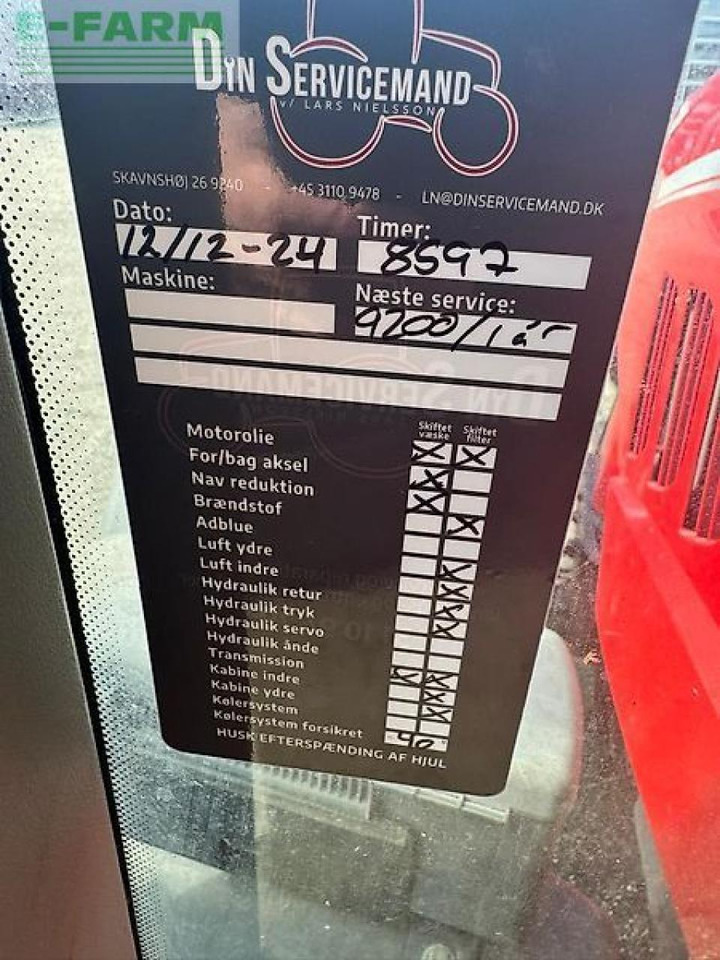 E-FARM
DIN SERVICEMAND
v/ LARS NIELSSON
SKAVNSHØJ 26 9240 - +45 3110 9478 - LN@DINSERVICEMAND.DK
Dato: Timer:
12/12-24 8597
Maskine: Næste service:
9200/1 år
Skiftet væske Skiftet filter
Motorolie X X
For/bag aksel X
Nav reduktion X
Brændstof X
Adblue
Luft ydre X
Luft indre X
Hydraulik retur X
Hydraulik tryk X
Hydraulik servo
Hydraulik ånde
Transmission X X
Kabine indre X
Kabine ydre X
Kølersystem
Kølersystem forsikret -40°
HUSK EFTERSPÆNDING AF HJUL